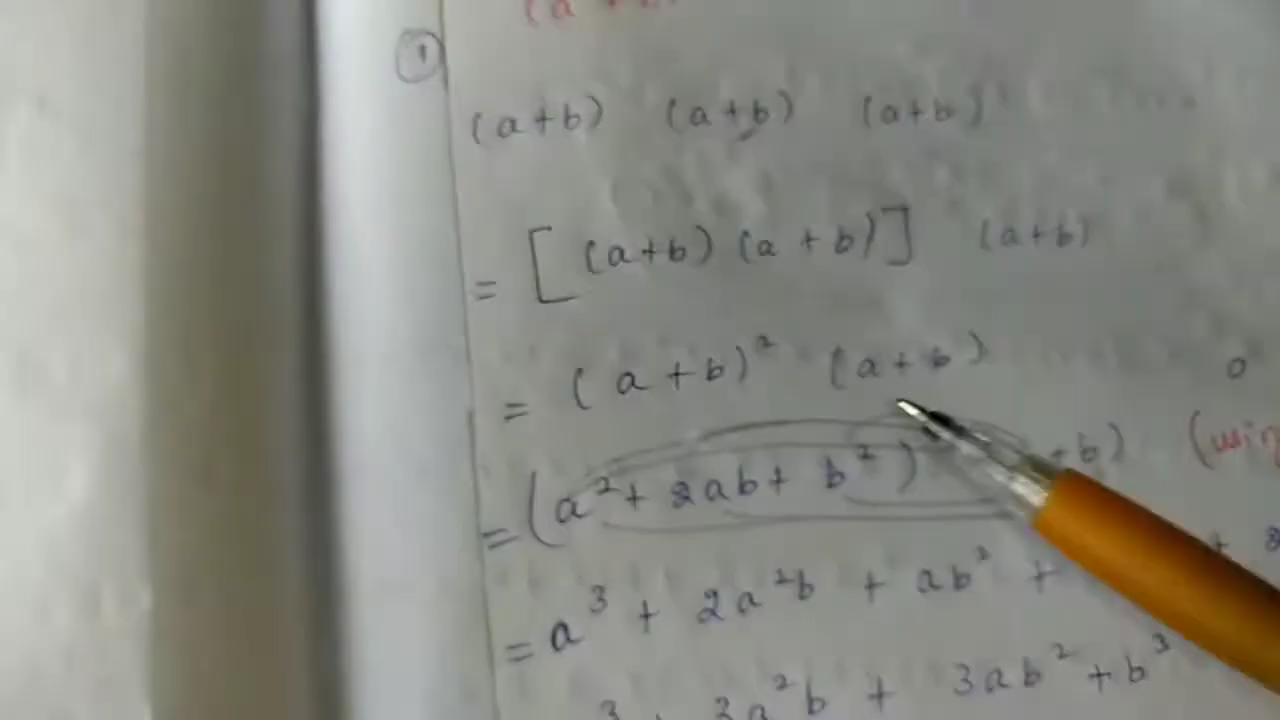 ①
(a+b) (a+b) (a+b)
= [(a+b) (a+b)] (a+b)
= (a+b)² (a+b)
= (a² + 2ab + b²) +b)
= a³ + 2a²b + ab² + +
3a²b + 3ab² + b³